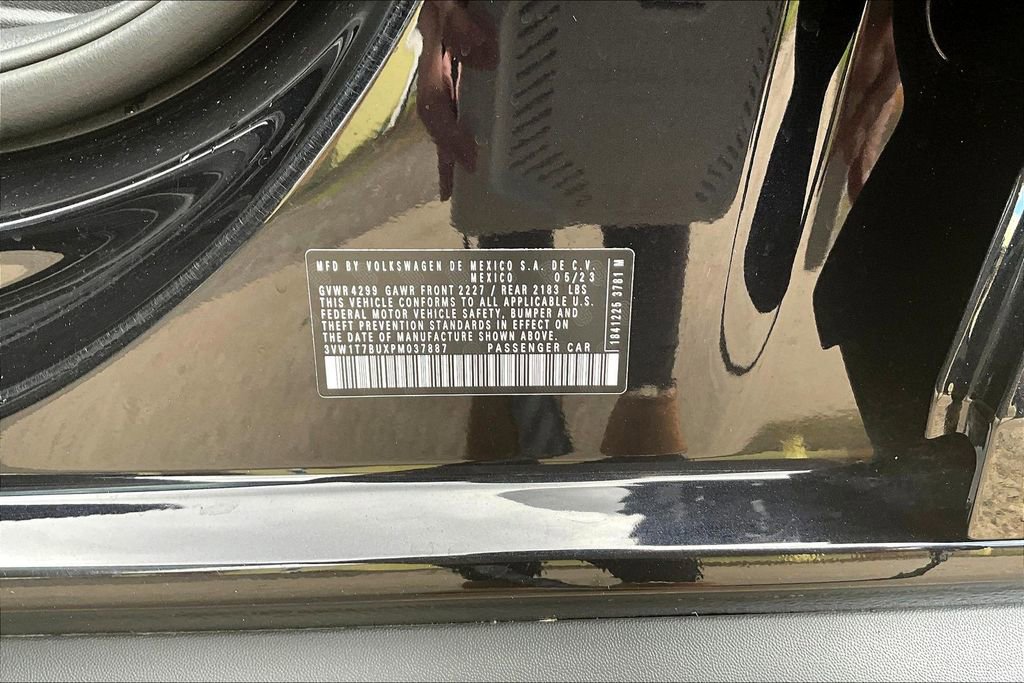 MFD BY VOLKSWAGEN DE MEXICO S.A. DE C.V.
MEXICO 05/23
GVWR4299 GAWR FRONT 2227 / REAR 2183 LBS
THIS VEHICLE CONFORMS TO ALL APPLICABLE U.S.
FEDERAL MOTOR VEHICLE SAFETY, BUMPER AND
THEFT PREVENTION STANDARDS IN EFFECT ON
THE DATE OF MANUFACTURE SHOWN ABOVE.
3VW1T7BUXPM037887 PASSENGER CAR
1841226 3781 M